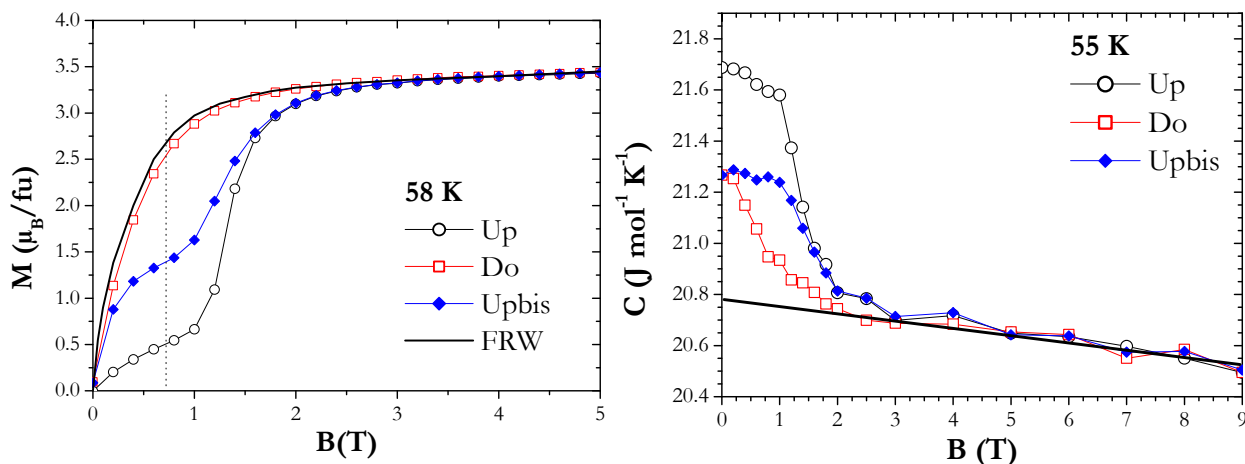 4.0
3.5
3.0
2.5
2.0
1.5
1.0
0.5
0.0
M (μB/fu)
58 K
Up
Do
Upbis
FRW
0 1 2 3 4 5
B(T)
21.8
21.6
21.4
21.2
21.0
20.8
20.6
20.4
C (J mol-1 K-1)
55 K
Up
Do
Upbis
0 1 2 3 4 5 6 7 8 9
B (T)